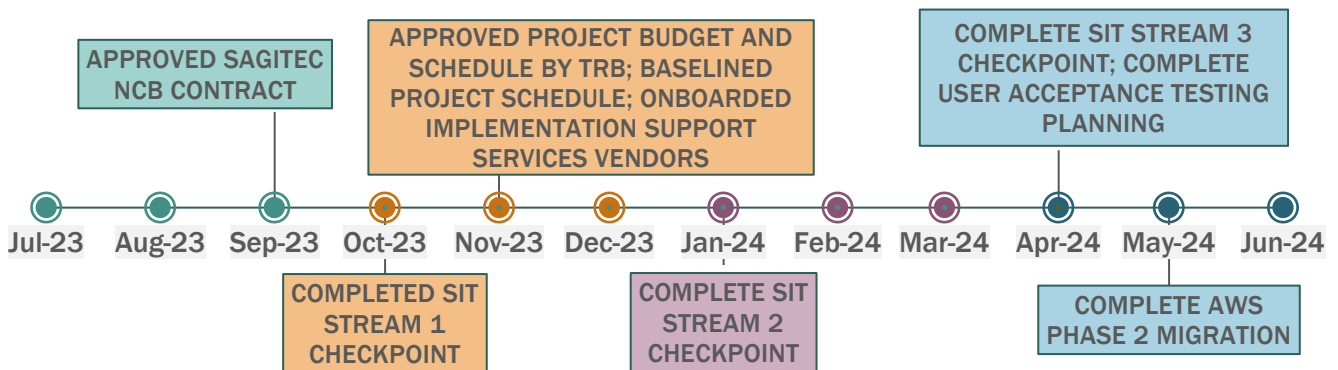 APPROVED SAGITEC
NCB CONTRACT
APPROVED PROJECT BUDGET AND
SCHEDULE BY TRB; BASELINED
PROJECT SCHEDULE; ONBOARDED
IMPLEMENTATION SUPPORT
SERVICES VENDORS
COMPLETE SIT STREAM 3
CHECKPOINT; COMPLETE
USER ACCEPTANCE TESTING
PLANNING
Jul-23 Aug-23 Sep-23 Oct-23 Nov-23 Dec-23 Jan-24 Feb-24 Mar-24 Apr-24 May-24 Jun-24
COMPLETED SIT
STREAM 1
CHECKPOINT
COMPLETE SIT
STREAM 2
CHECKPOINT
COMPLETE AWS
PHASE 2 MIGRATION